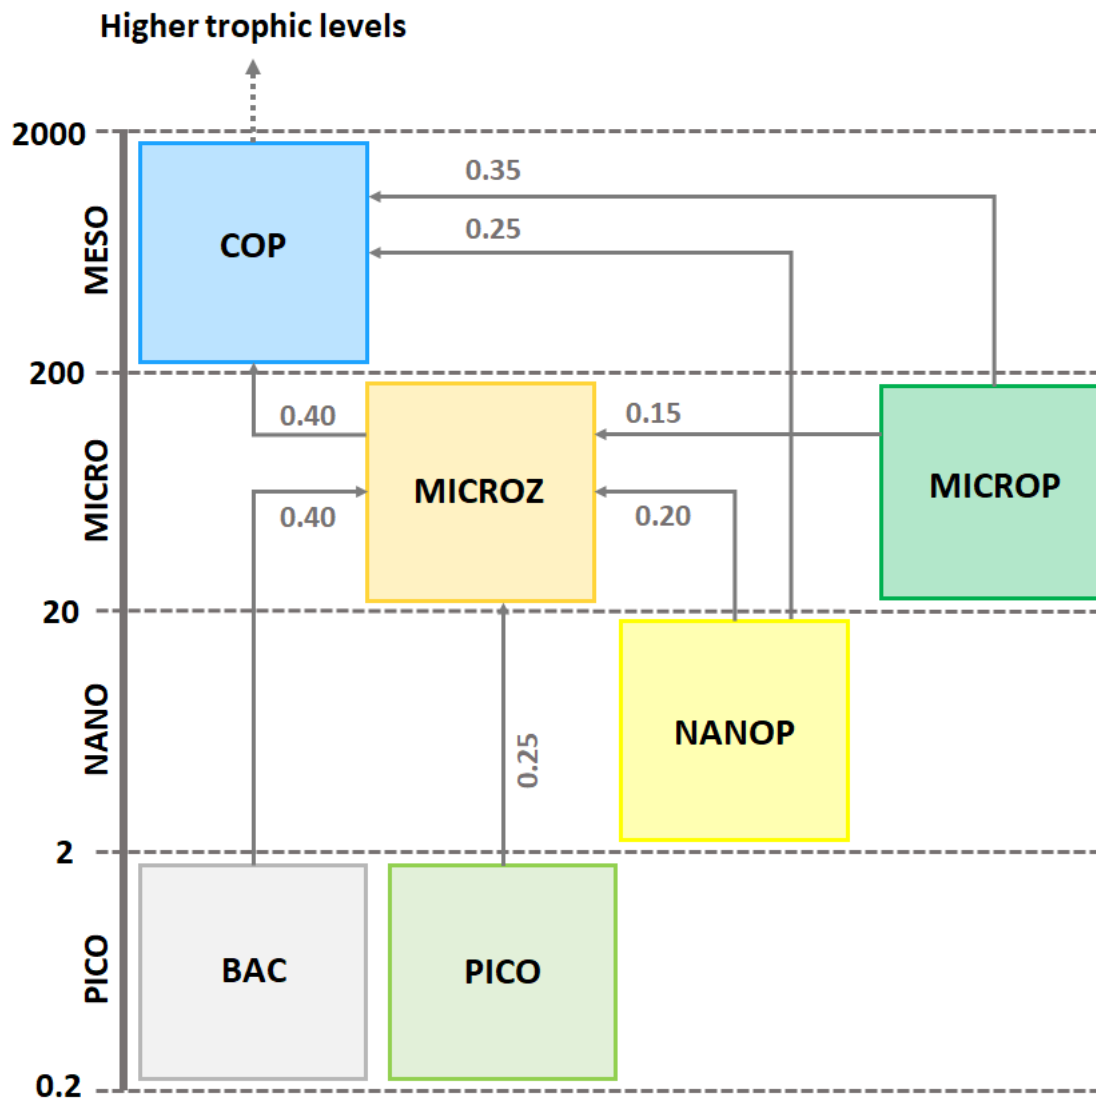 Higher trophic levels
2000
0.35
0.25
COP
MESO
200
0.40
0.15
MICROZ
MICROP
MICRO
0.40
0.20
20
NANOP
NANO
0.25
2
BAC
PICO
PICO
0.2